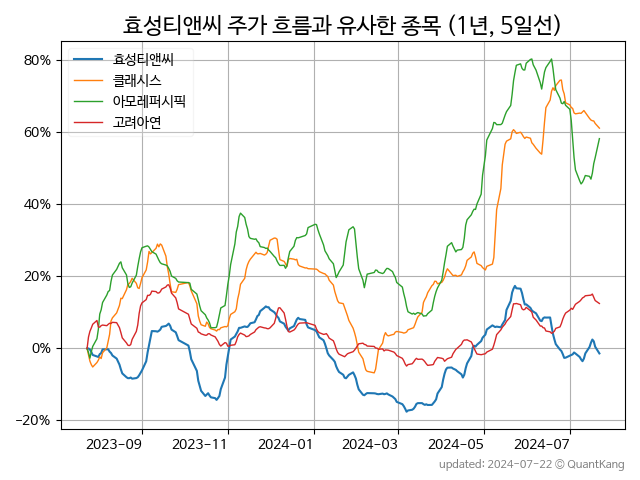 효성티앤씨 주가 흐름과 유사한 종목 (1년, 5일선)
효성티앤씨
클래시스
아모레퍼시픽
고려아연
80%
60%
40%
20%
0%
−20%
2023-09 2023-11 2024-01 2024-03 2024-05 2024-07
updated: 2024-07-22 © QuantKang